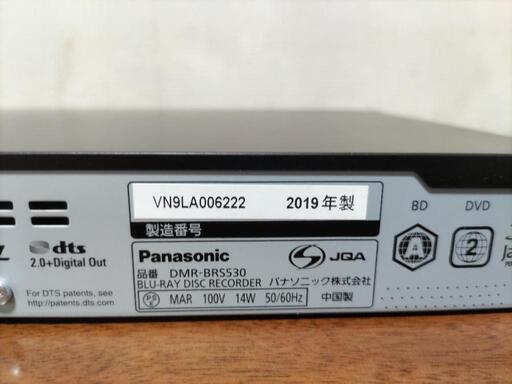 VN9LA006222 2019年製
製造番号
dts
2.0+Digital Out
For DTS patents, see
http://patents.dts.com.
Panasonic
JQA
品番 DMR-BRS530
BLU-RAY DISC RECORDER パナソニック株式会社
PSE MAR 100V 14W 50/60Hz 中国製
BD DVD
A 2